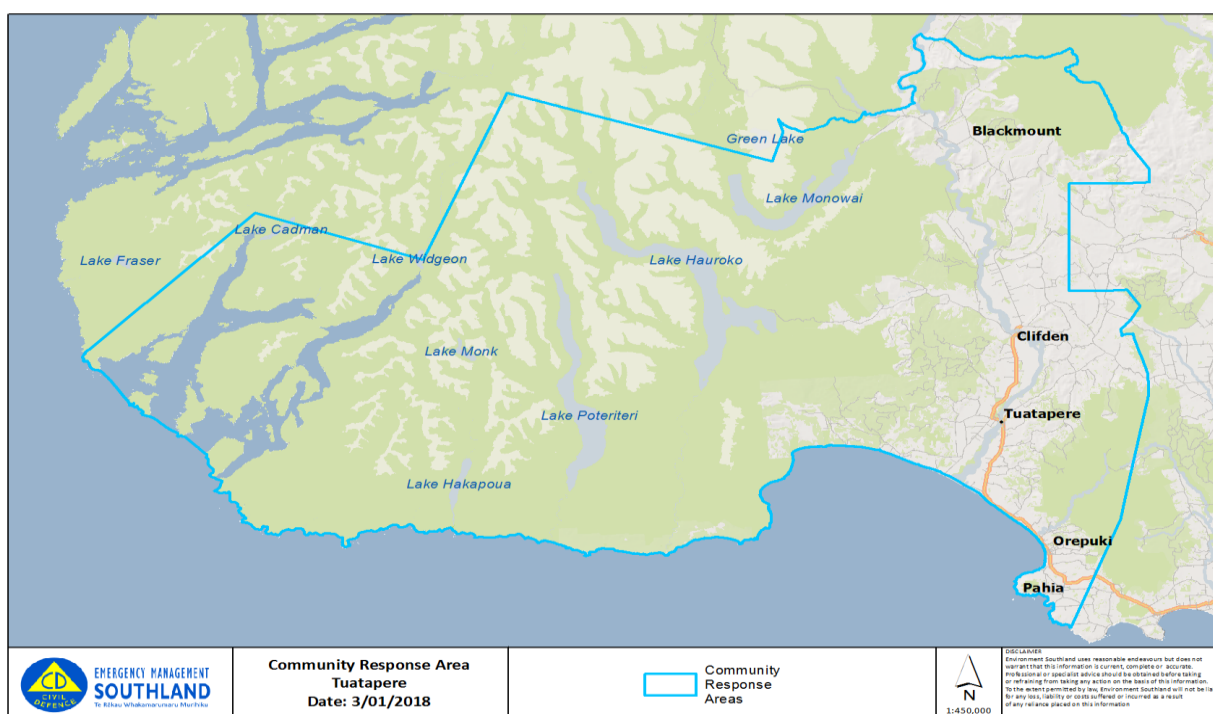 Blackmount
Green Lake
Lake Monowai
Lake Cadman
Lake Fraser
Lake Widgeon
Lake Hauroko
Clifden
Lake Monk
Tuatapere
Lake Poteriteri
Lake Hakapoua
Orepuki
Pahia
CD
CIVIL
DEFENCE
EMERGENCY MANAGEMENT
SOUTHLAND
Te Rākau Whakamarumaru Murihiku
Community Response Area
Tuatapere
Date: 3/01/2018
Community
Response
Areas
N
1:450,000
DISCLAIMER
Environment Southland uses reasonable endeavours but does not
warrant that this information is current, complete or accurate.
Professional or specialist advice should be obtained before taking
or refraining from taking any action on the basis of this information.
To the extent permitted by law, Environment Southland will not be lia
for any loss, liability or costs suffered or incurred as a result
of any reliance placed on this information